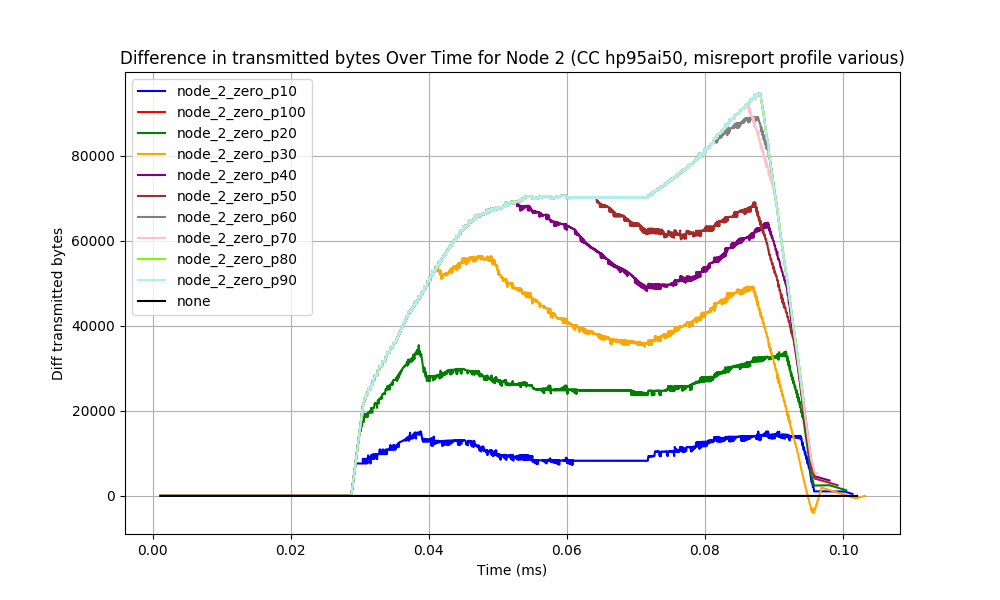 Difference in transmitted bytes Over Time for Node 2 (CC hp95ai50, misreport profile various)
node_2_zero_p10
node_2_zero_p100
node_2_zero_p20
node_2_zero_p30
node_2_zero_p40
node_2_zero_p50
node_2_zero_p60
node_2_zero_p70
node_2_zero_p80
node_2_zero_p90
none
Diff transmitted bytes
80000
60000
40000
20000
0
0.00 0.02 0.04 0.06 0.08 0.10
Time (ms)